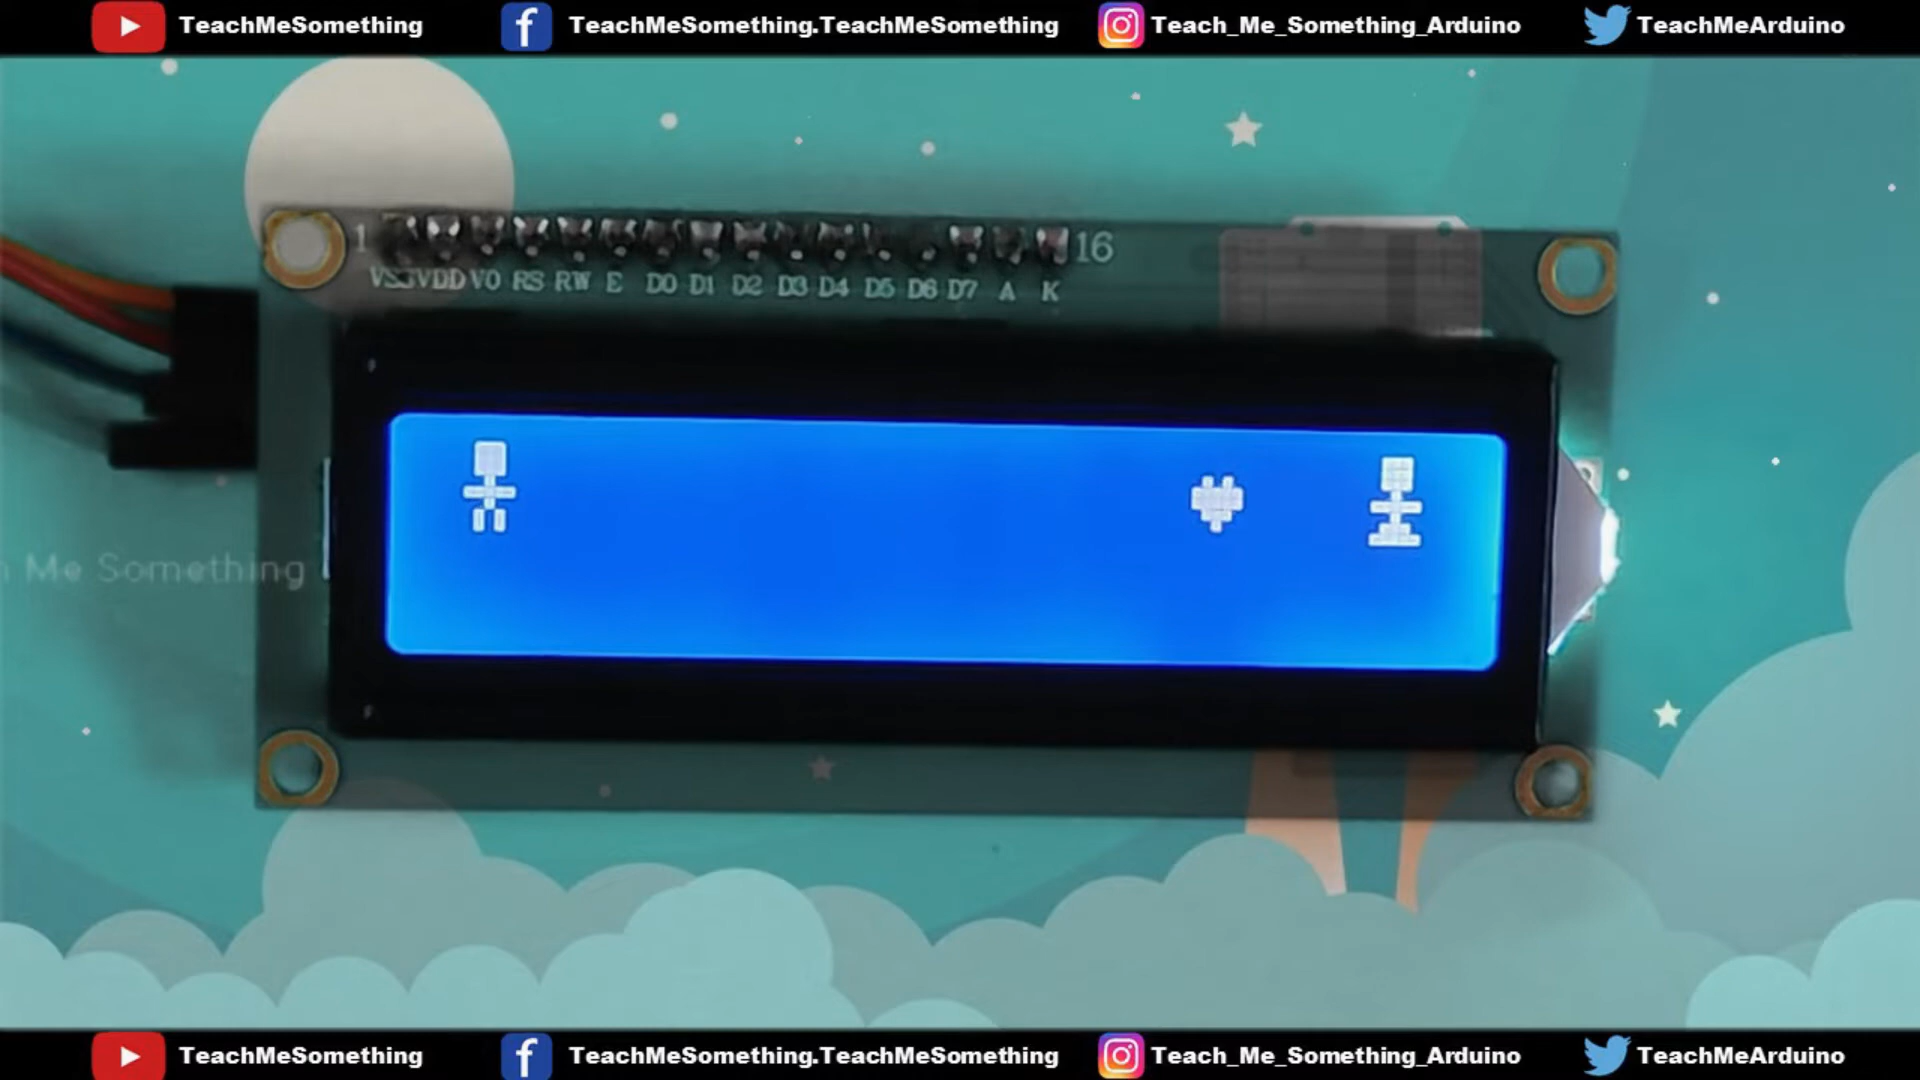 TeachMeSomething TeachMeSomething.TeachMeSomething Teach_Me_Something_Arduino TeachMeArduino
1 16
VSS VDD V0 RS RW E D0 D1 D2 D3 D4 D5 D6 D7 A K
Me Something
TeachMeSomething TeachMeSomething.TeachMeSomething Teach_Me_Something_Arduino TeachMeArduino